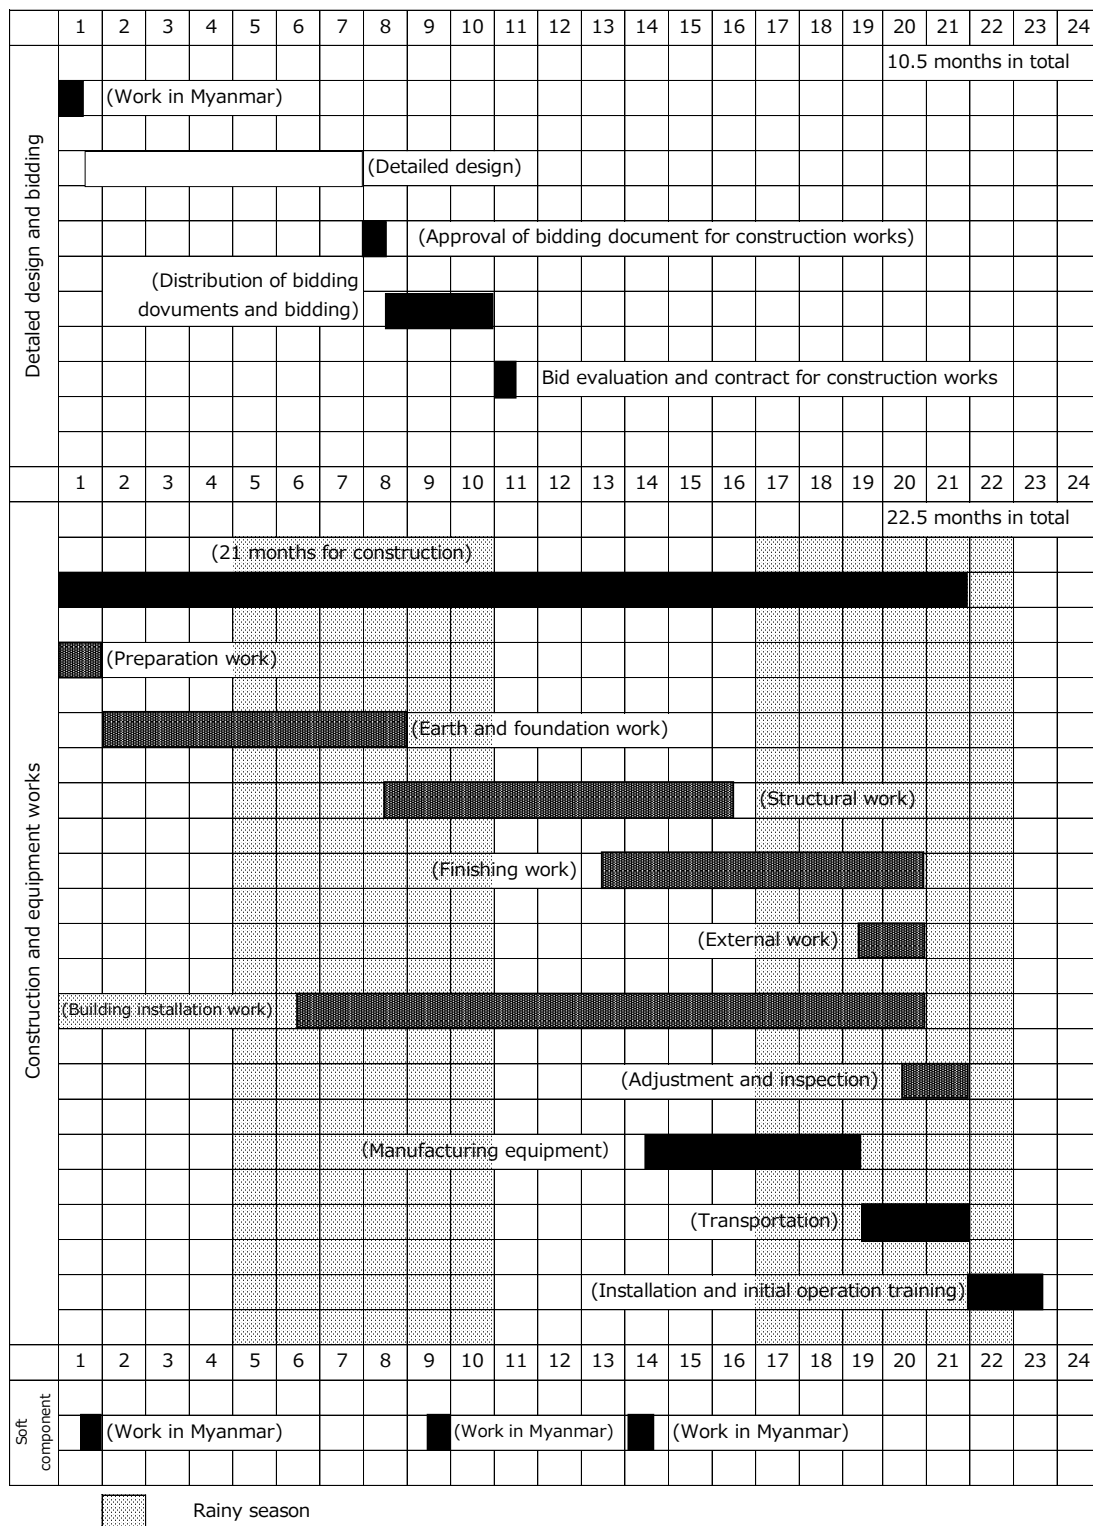 1 2 3 4 5 6 7 8 9 10 11 12 13 14 15 16 17 18 19 20 21 22 23 24
Detaled design and bidding
10.5 months in total
(Work in Myanmar)
(Detailed design)
(Approval of bidding document for construction works)
(Distribution of bidding
dovuments and bidding)
Bid evaluation and contract for construction works
1 2 3 4 5 6 7 8 9 10 11 12 13 14 15 16 17 18 19 20 21 22 23 24
Construction and equipment works
22.5 months in total
(21 months for construction)
(Preparation work)
(Earth and foundation work)
(Structural work)
(Finishing work)
(External work)
(Building installation work)
(Adjustment and inspection)
(Manufacturing equipment)
(Transportation)
(Installation and initial operation training)
1 2 3 4 5 6 7 8 9 10 11 12 13 14 15 16 17 18 19 20 21 22 23 24
Soft
component
(Work in Myanmar) (Work in Myanmar) (Work in Myanmar)
Rainy season